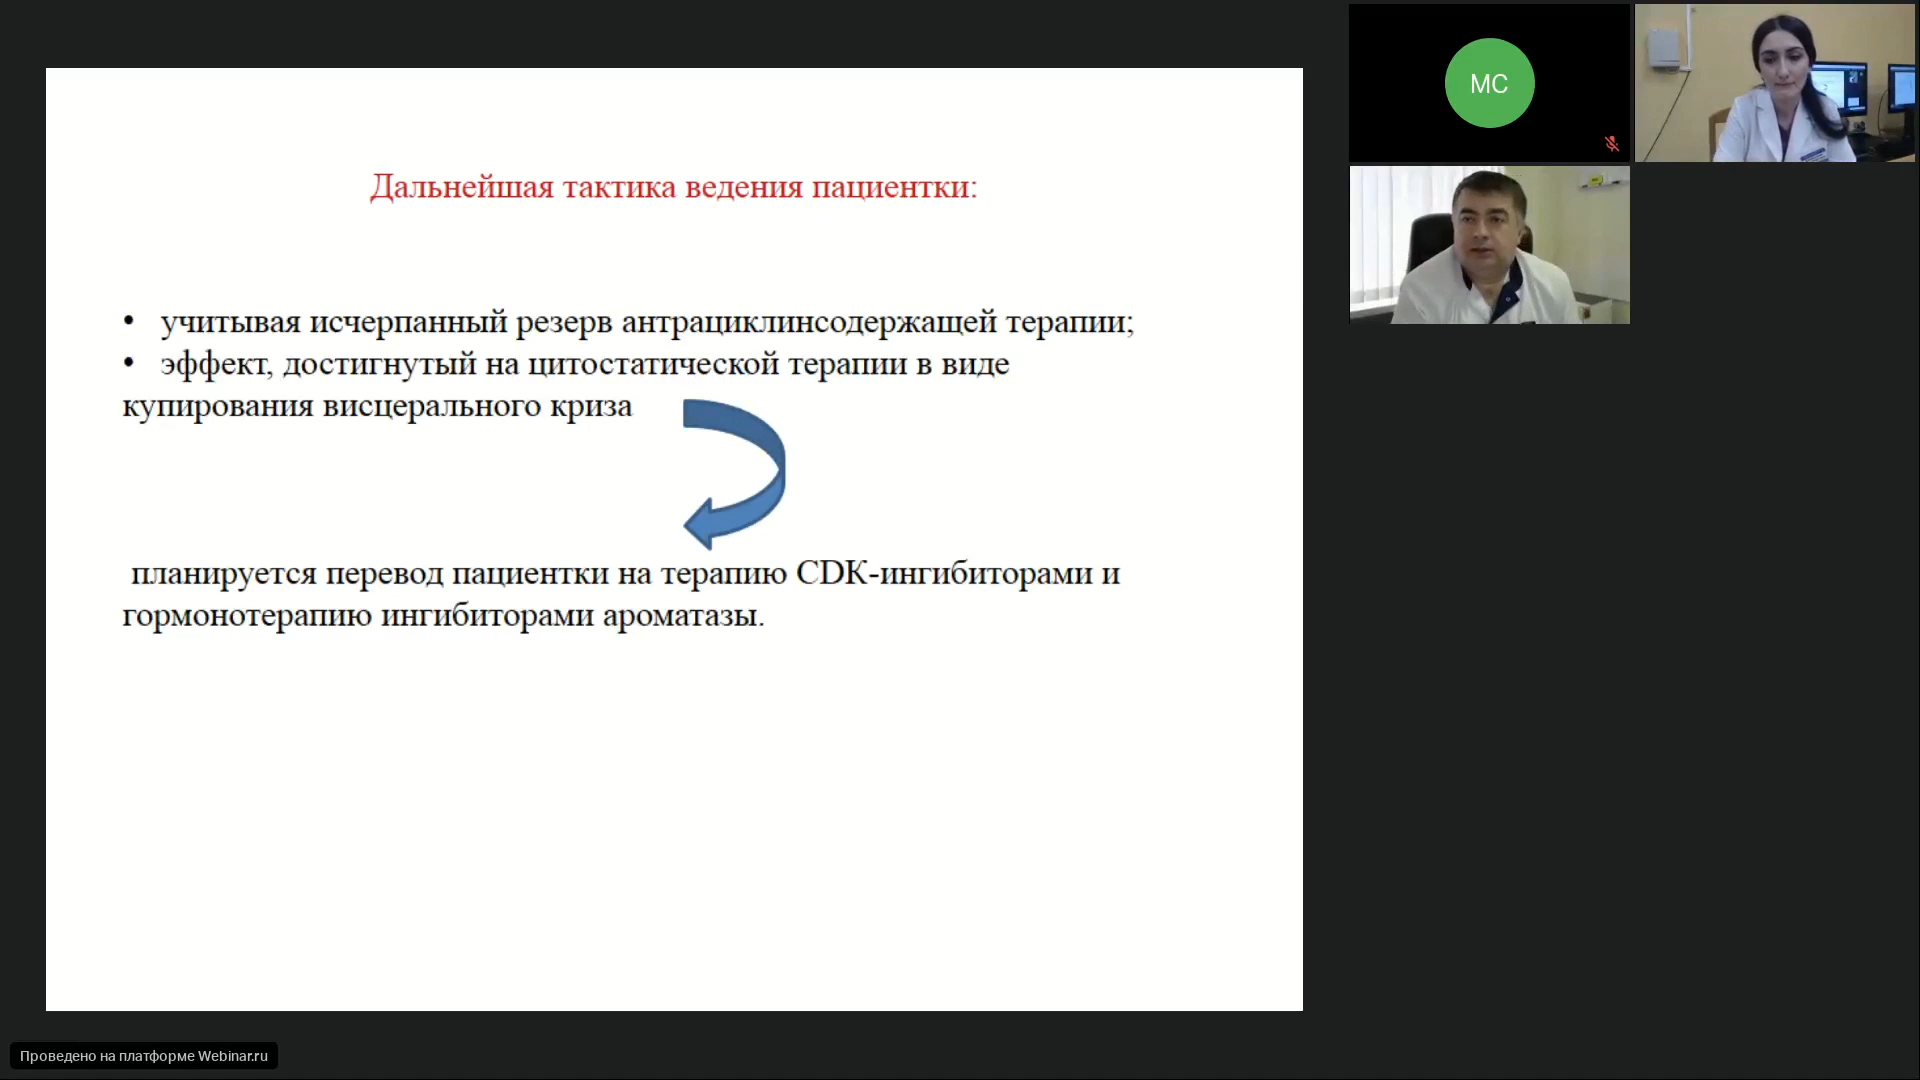 Дальнейшая тактика ведения пациентки:
• учитывая исчерпанный резерв антрациклинсодержащей терапии;
• эффект, достигнутый на цитостатической терапии в виде
купирования висцерального криза
планируется перевод пациентки на терапию CDK-ингибиторами и
гормонотерапию ингибиторами ароматазы.
МС
Проведено на платформе Webinar.ru